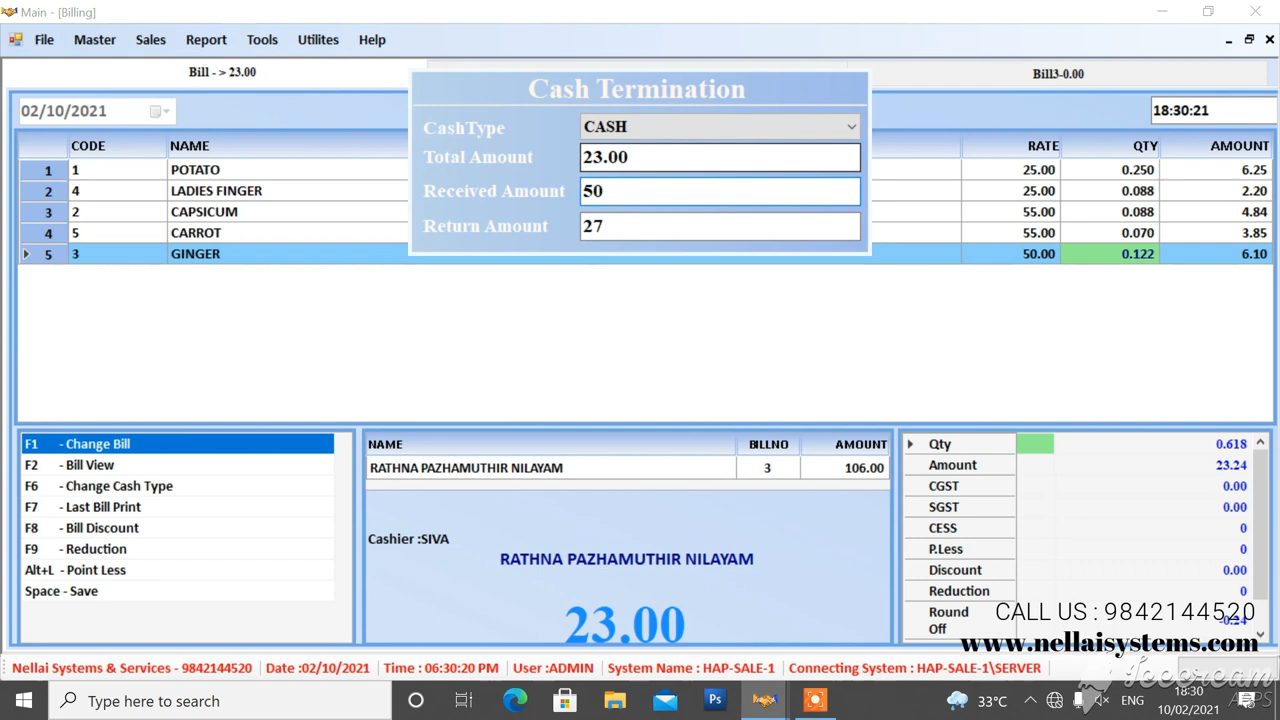 Main - [Billing]
File Master Sales Report Tools Utilites Help
Bill - > 23.00
Bill3-0.00
Cash Termination
02/10/2021
18:30:21
CashType CASH
Total Amount 23.00
Received Amount 50
Return Amount 27
CODE NAME RATE QTY AMOUNT
1 1 POTATO 25.00 0.250 6.25
2 4 LADIES FINGER 25.00 0.088 2.20
3 2 CAPSICUM 55.00 0.088 4.84
4 5 CARROT 55.00 0.070 3.85
5 3 GINGER 50.00 0.122 6.10
F1 - Change Bill
F2 - Bill View
F6 - Change Cash Type
F7 - Last Bill Print
F8 - Bill Discount
F9 - Reduction
Alt+L - Point Less
Space - Save
NAME BILLNO AMOUNT
RATHNA PAZHAMUTHIR NILAYAM 3 106.00
Cashier :SIVA
RATHNA PAZHAMUTHIR NILAYAM
23.00
Qty 0.618
Amount 23.24
CGST 0.00
SGST 0.00
CESS 0
P.Less 0
Discount 0.00
Reduction 0
Round Off -0.24
CALL US : 9842144520
www.nellaisystems.com
Nellai Systems & Services - 9842144520 Date :02/10/2021 Time : 06:30:20 PM User :ADMIN System Name : HAP-SALE-1 Connecting System : HAP-SALE-1\SERVER
Type here to search
Ps
33°C
ENG
18:30
10/02/2021
Icecream
APPS